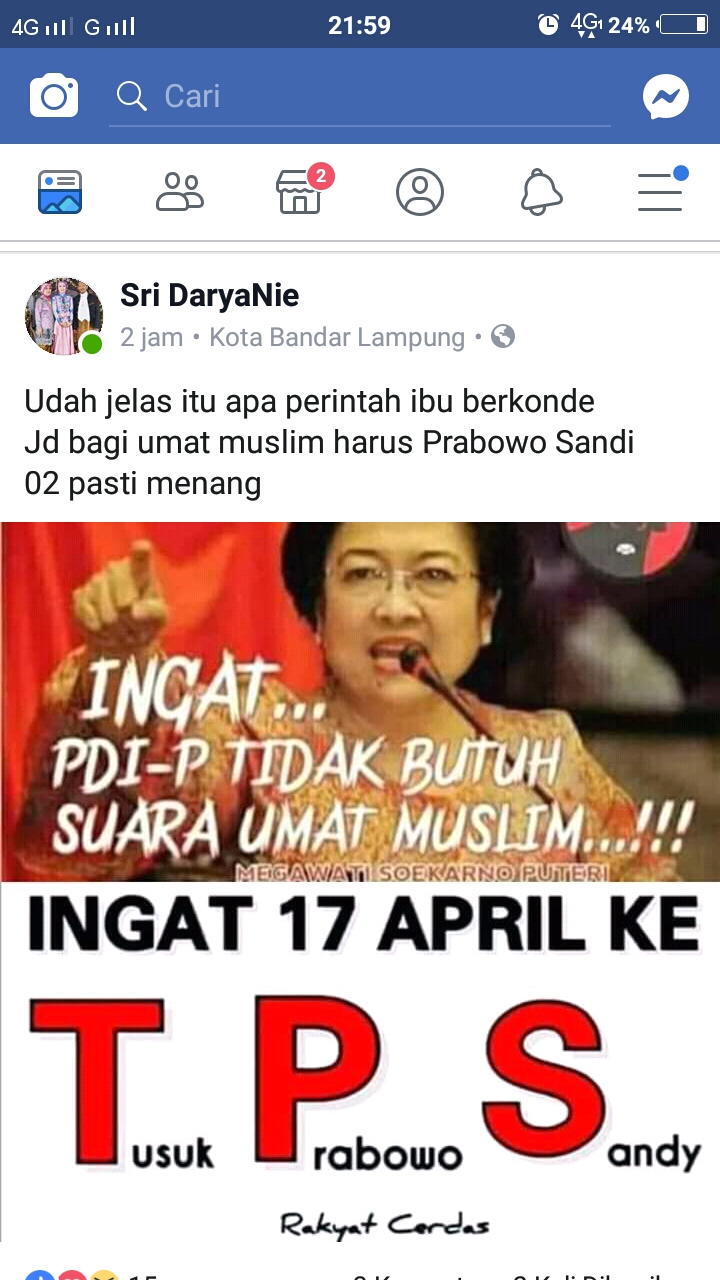 4G G 21:59 4G 24%
Cari
2
Sri DaryaNie
2 jam • Kota Bandar Lampung •
Udah jelas itu apa perintah ibu berkonde
Jd bagi umat muslim harus Prabowo Sandi
02 pasti menang
INGAT...
PDI-P TIDAK BUTUH
SUARA UMAT MUSLIM....!!!
MEGAWATI SOEKARNO PUTERI
INGAT 17 APRIL KE
Tusuk Prabowo Sandy
Rakyat Cerdas